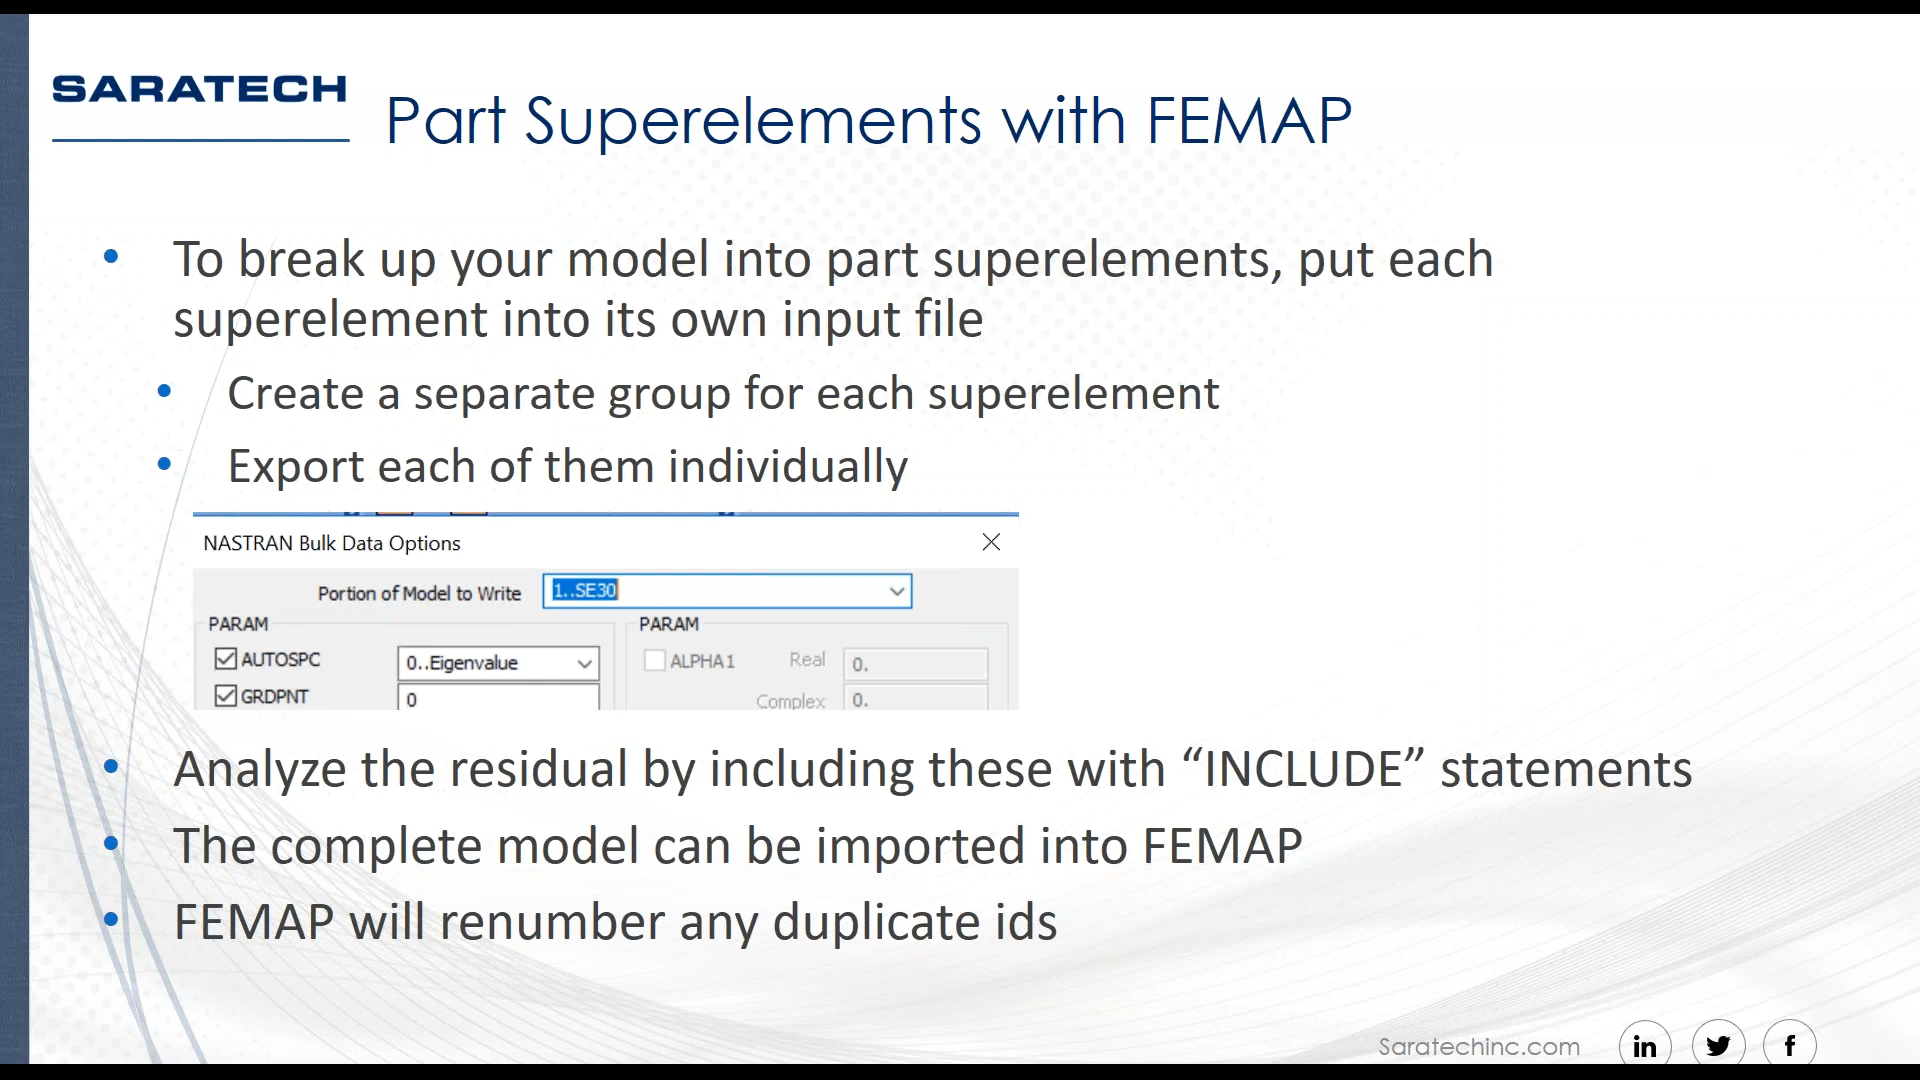 SARATECH
Part Superelements with FEMAP
• To break up your model into part superelements, put each
superelement into its own input file
• Create a separate group for each superelement
• Export each of them individually
NASTRAN Bulk Data Options
Portion of Model to Write 1..SE30
PARAM
AUTOSPC 0..Eigenvalue
GRDPNT 0
PARAM
ALPHA1 Real 0.
Complex 0.
• Analyze the residual by including these with “INCLUDE” statements
• The complete model can be imported into FEMAP
• FEMAP will renumber any duplicate ids
Saratechinc.com
in
f